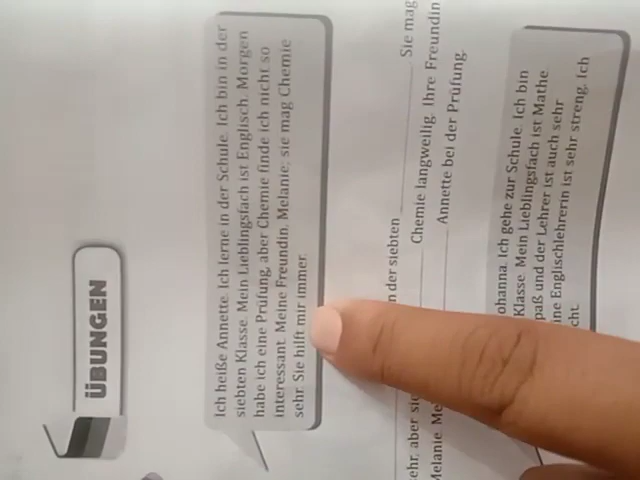 ÜBUNGEN
Ich heiße Annette. Ich lerne in der Schule. Ich bin in der
siebten Klasse. Mein Lieblingsfach ist Englisch. Morgen
habe ich eine Prüfung, aber Chemie finde ich nicht so
interessant. Meine Freundin, Melanie, sie mag Chemie
sehr. Sie hilft mir immer.
n der siebten Sie mag
ehr, aber sie Chemie langweilig. Ihre Freundin
Melanie. Annette bei der Prüfung.
ohanna. Ich gehe zur Schule. Ich bin
Klasse. Mein Lieblingsfach ist Mathe.
paß und der Lehrer ist auch sehr
ine Englischlehrerin ist sehr streng. Ich
cht.